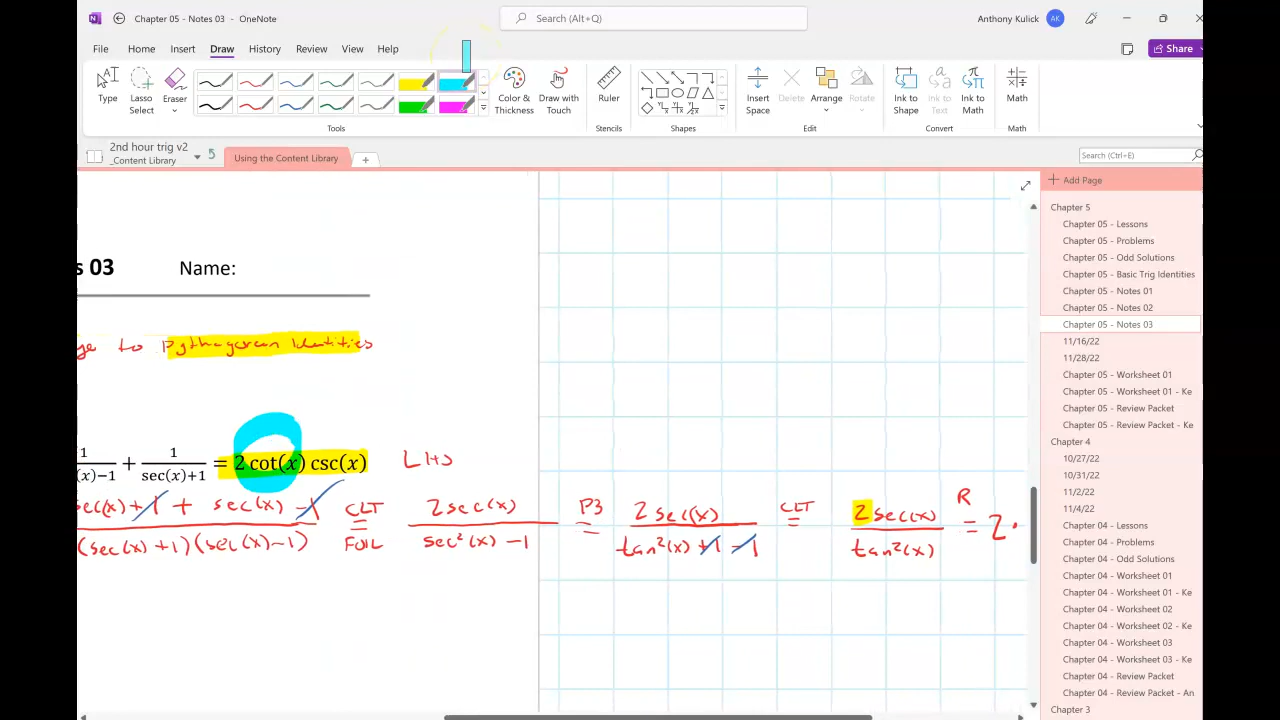 Chapter 05 - Notes 03 - OneNote
Search (Alt+Q)
Anthony Kulick
AK
File Home Insert Draw History Review View Help
Share
Type
Lasso Select
Eraser
Color & Thickness
Draw with Touch
Ruler
Insert Space
Delete
Arrange
Rotate
Ink to Shape
Ink to Text
Ink to Math
Math
Tools
Stencils
Shapes
Edit
Convert
Math
2nd hour trig v2
_Content Library
Using the Content Library
Search (Ctrl+E)
Add Page
Chapter 5
Chapter 05 - Lessons
Chapter 05 - Problems
Chapter 05 - Odd Solutions
Chapter 05 - Basic Trig Identities
Chapter 05 - Notes 01
Chapter 05 - Notes 02
Chapter 05 - Notes 03
11/16/22
11/28/22
Chapter 05 - Worksheet 01
Chapter 05 - Worksheet 01 - Ke
Chapter 05 - Review Packet
Chapter 05 - Review Packet - Ke
Chapter 4
10/27/22
10/31/22
11/2/22
11/4/22
Chapter 04 - Lessons
Chapter 04 - Problems
Chapter 04 - Odd Solutions
Chapter 04 - Worksheet 01
Chapter 04 - Worksheet 01 - Ke
Chapter 04 - Worksheet 02
Chapter 04 - Worksheet 02 - Ke
Chapter 04 - Worksheet 03
Chapter 04 - Worksheet 03 - Ke
Chapter 04 - Review Packet
Chapter 04 - Review Packet - An
Chapter 3
s 03 Name:
ge to Pythagorean Identities
1/(x)−1 + 1/sec(x)+1 = 2 cot(x) csc(x) LHS
sec(x)+1 + sec(x) −1 / (sec(x)+1)(sec(x)−1) CLT = FOIL 2sec(x) / sec²(x) −1 P3 = 2sec(x) / tan²(x) +1 −1 CLT = 2sec(x) / tan²(x) R = 2·